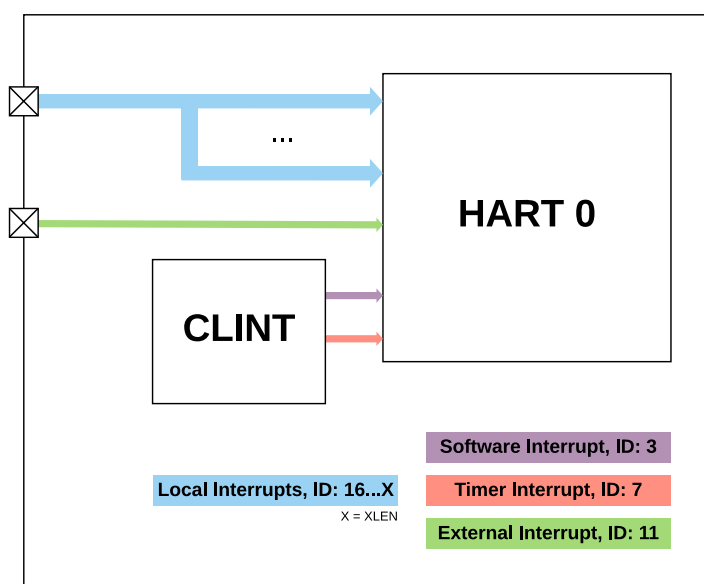 ...
HART 0
CLINT
Software Interrupt, ID: 3
Local Interrupts, ID: 16...X
X = XLEN
Timer Interrupt, ID: 7
External Interrupt, ID: 11